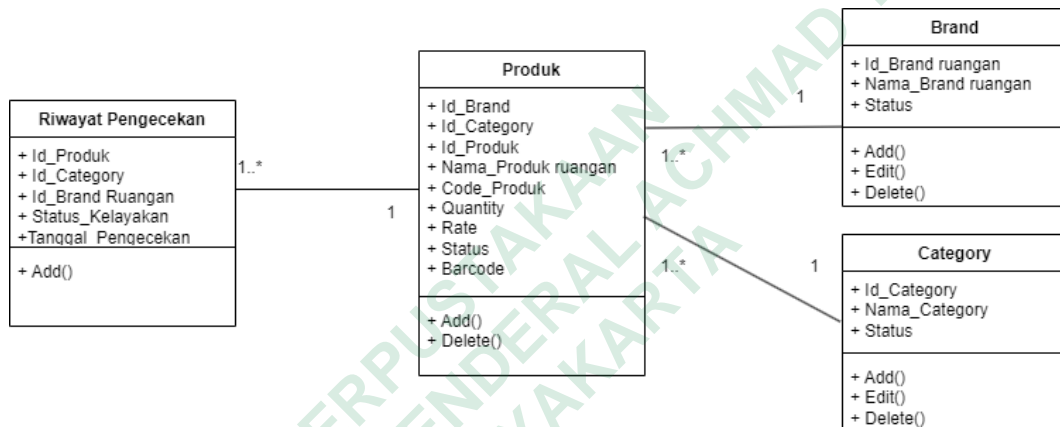 Riwayat Pengecekan
+ Id_Produk
+ Id_Category
+ Id_Brand Ruangan
+ Status_Kelayakan
+Tanggal_Pengecekan
+ Add()
1..*
1
Produk
+ Id_Brand
+ Id_Category
+ Id_Produk
+ Nama_Produk ruangan
+ Code_Produk
+ Quantity
+ Rate
+ Status
+ Barcode
+ Add()
+ Delete()
1..*
1
Brand
+ Id_Brand ruangan
+ Nama_Brand ruangan
+ Status
+ Add()
+ Edit()
+ Delete()
1..*
1
Category
+ Id_Category
+ Nama_Category
+ Status
+ Add()
+ Edit()
+ Delete()